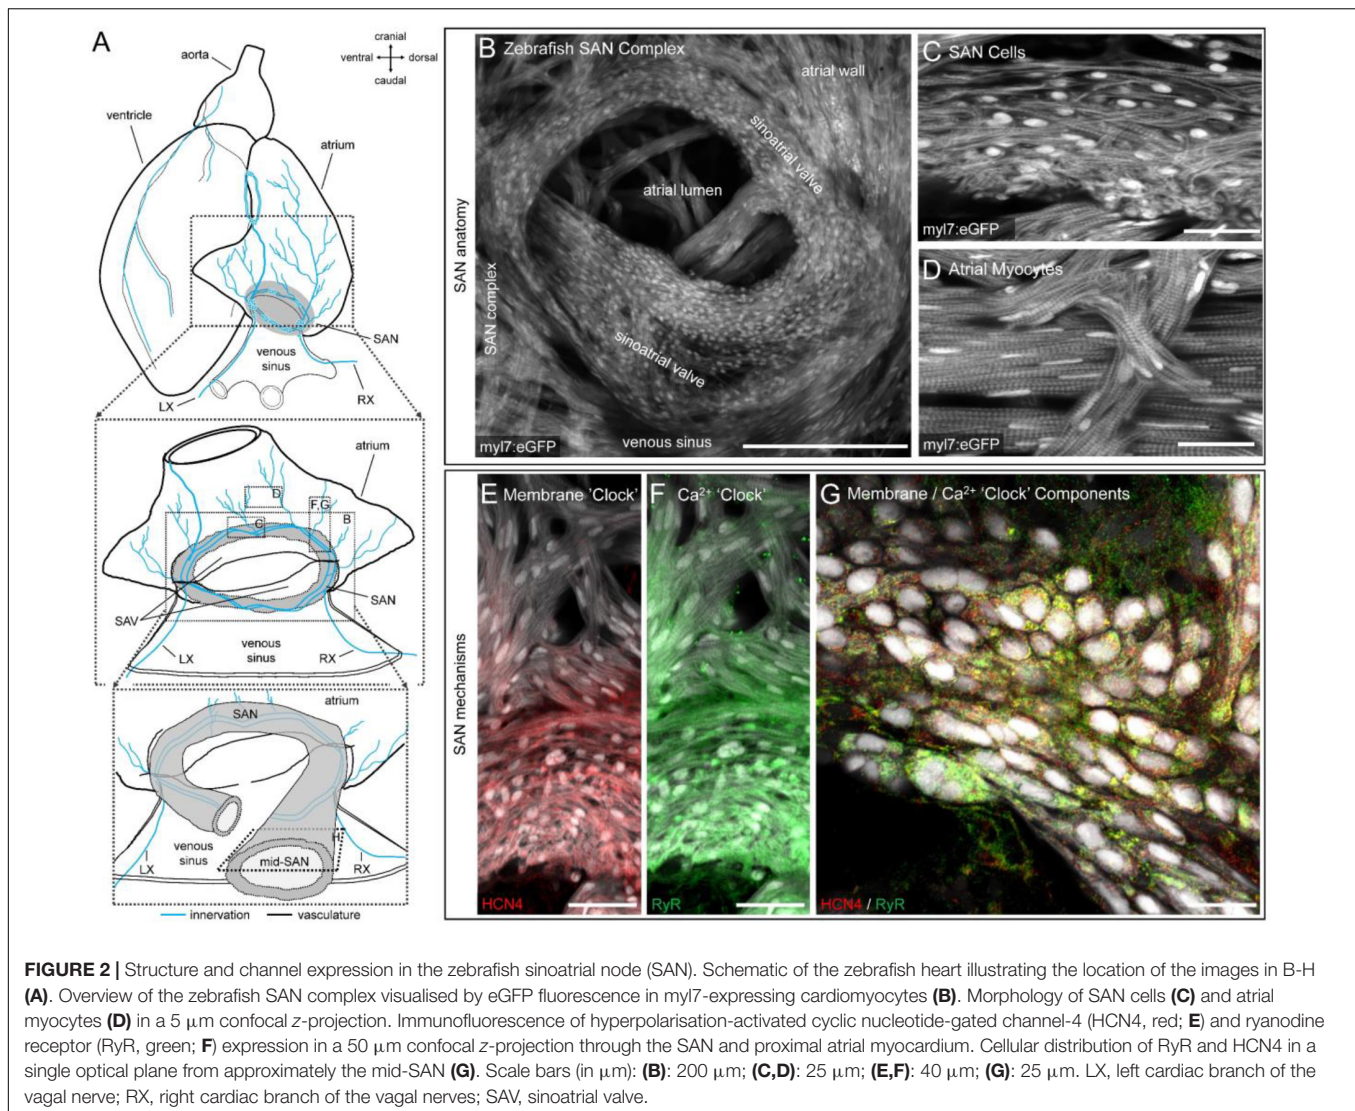 A
cranial
ventral
dorsal
caudal
aorta
ventricle
atrium
SAN
venous
sinus
LX
RX
atrium
D
F,G
C
B
SAN
SAV
venous
sinus
LX
RX
SAN
atrium
venous
sinus
mid-SAN
H
LX
RX
innervation
vasculature
SAN anatomy
B Zebrafish SAN Complex
atrial wall
sinoatrial valve
atrial lumen
SAN complex
sinoatrial valve
myl7:eGFP
venous sinus
C SAN Cells
myl7:eGFP
D Atrial Myocytes
myl7:eGFP
SAN mechanisms
E Membrane 'Clock'
HCN4
F Ca²⁺ 'Clock'
RyR
G Membrane / Ca²⁺ 'Clock' Components
HCN4 / RyR
FIGURE 2 | Structure and channel expression in the zebrafish sinoatrial node (SAN). Schematic of the zebrafish heart illustrating the location of the images in B-H
(A). Overview of the zebrafish SAN complex visualised by eGFP fluorescence in myl7-expressing cardiomyocytes (B). Morphology of SAN cells (C) and atrial
myocytes (D) in a 5 μm confocal z-projection. Immunofluorescence of hyperpolarisation-activated cyclic nucleotide-gated channel-4 (HCN4, red; E) and ryanodine
receptor (RyR, green; F) expression in a 50 μm confocal z-projection through the SAN and proximal atrial myocardium. Cellular distribution of RyR and HCN4 in a
single optical plane from approximately the mid-SAN (G). Scale bars (in μm): (B): 200 μm; (C,D): 25 μm; (E,F): 40 μm; (G): 25 μm. LX, left cardiac branch of the
vagal nerve; RX, right cardiac branch of the vagal nerves; SAV, sinoatrial valve.